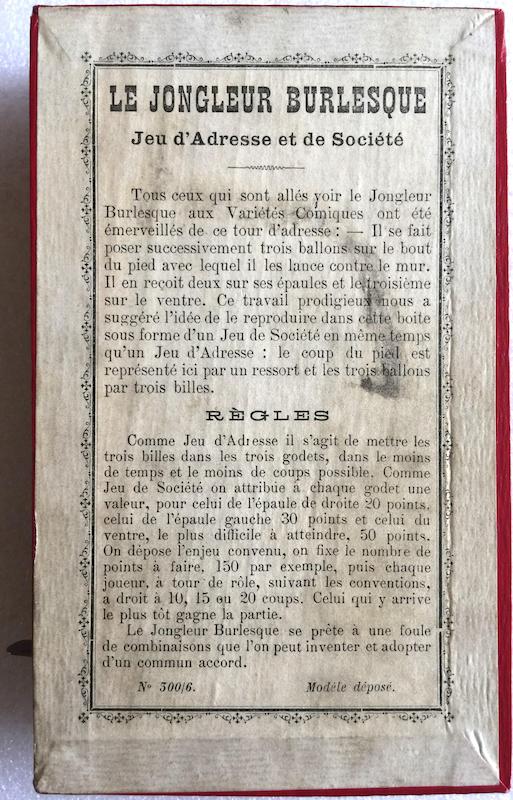 LE JONGLEUR BURLESQUE
Jeu d'Adresse et de Société
Tous ceux qui sont allés voir le Jongleur
Burlesque aux Variétés Comiques ont été
émerveillés de ce tour d'adresse : — Il se fait
poser successivement trois ballons sur le bout
du pied avec lequel il les lance contre le mur.
Il en reçoit deux sur ses épaules et le troisième
sur le ventre. Ce travail prodigieux nous a
suggéré l'idée de le reproduire dans cette boite
sous forme d'un Jeu de Société en même temps
qu'un Jeu d'Adresse : le coup du pied est
représenté ici par un ressort et les trois ballons
par trois billes.
RÈGLES
Comme Jeu d'Adresse il s'agit de mettre les
trois billes dans les trois godets, dans le moins
de temps et le moins de coups possible. Comme
Jeu de Société on attribue à chaque godet une
valeur, pour celui de l'épaule de droite 20 points,
celui de l'épaule gauche 30 points et celui du
ventre, le plus difficile à atteindre, 50 points.
On dépose l'enjeu convenu, on fixe le nombre de
points à faire, 150 par exemple, puis chaque
joueur, à tour de rôle, suivant les conventions,
a droit à 10, 15 ou 20 coups. Celui qui y arrive
le plus tôt gagne la partie.
Le Jongleur Burlesque se prête à une foule
de combinaisons que l'on peut inventer et adopter
d'un commun accord.
No 500/6. Modèle déposé.